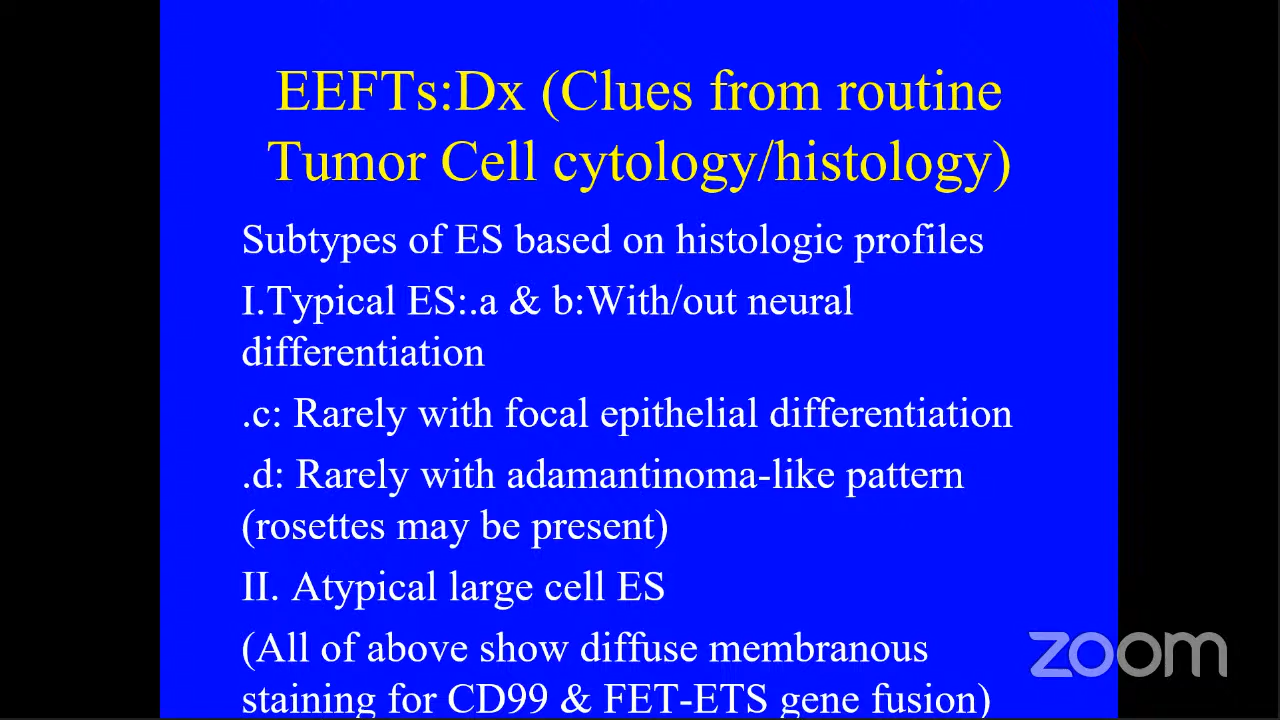 EEFTs:Dx (Clues from routine
Tumor Cell cytology/histology)
Subtypes of ES based on histologic profiles
I.Typical ES:.a & b:With/out neural
differentiation
.c: Rarely with focal epithelial differentiation
.d: Rarely with adamantinoma-like pattern
(rosettes may be present)
II. Atypical large cell ES
(All of above show diffuse membranous
staining for CD99 & FET-ETS gene fusion)
zoom